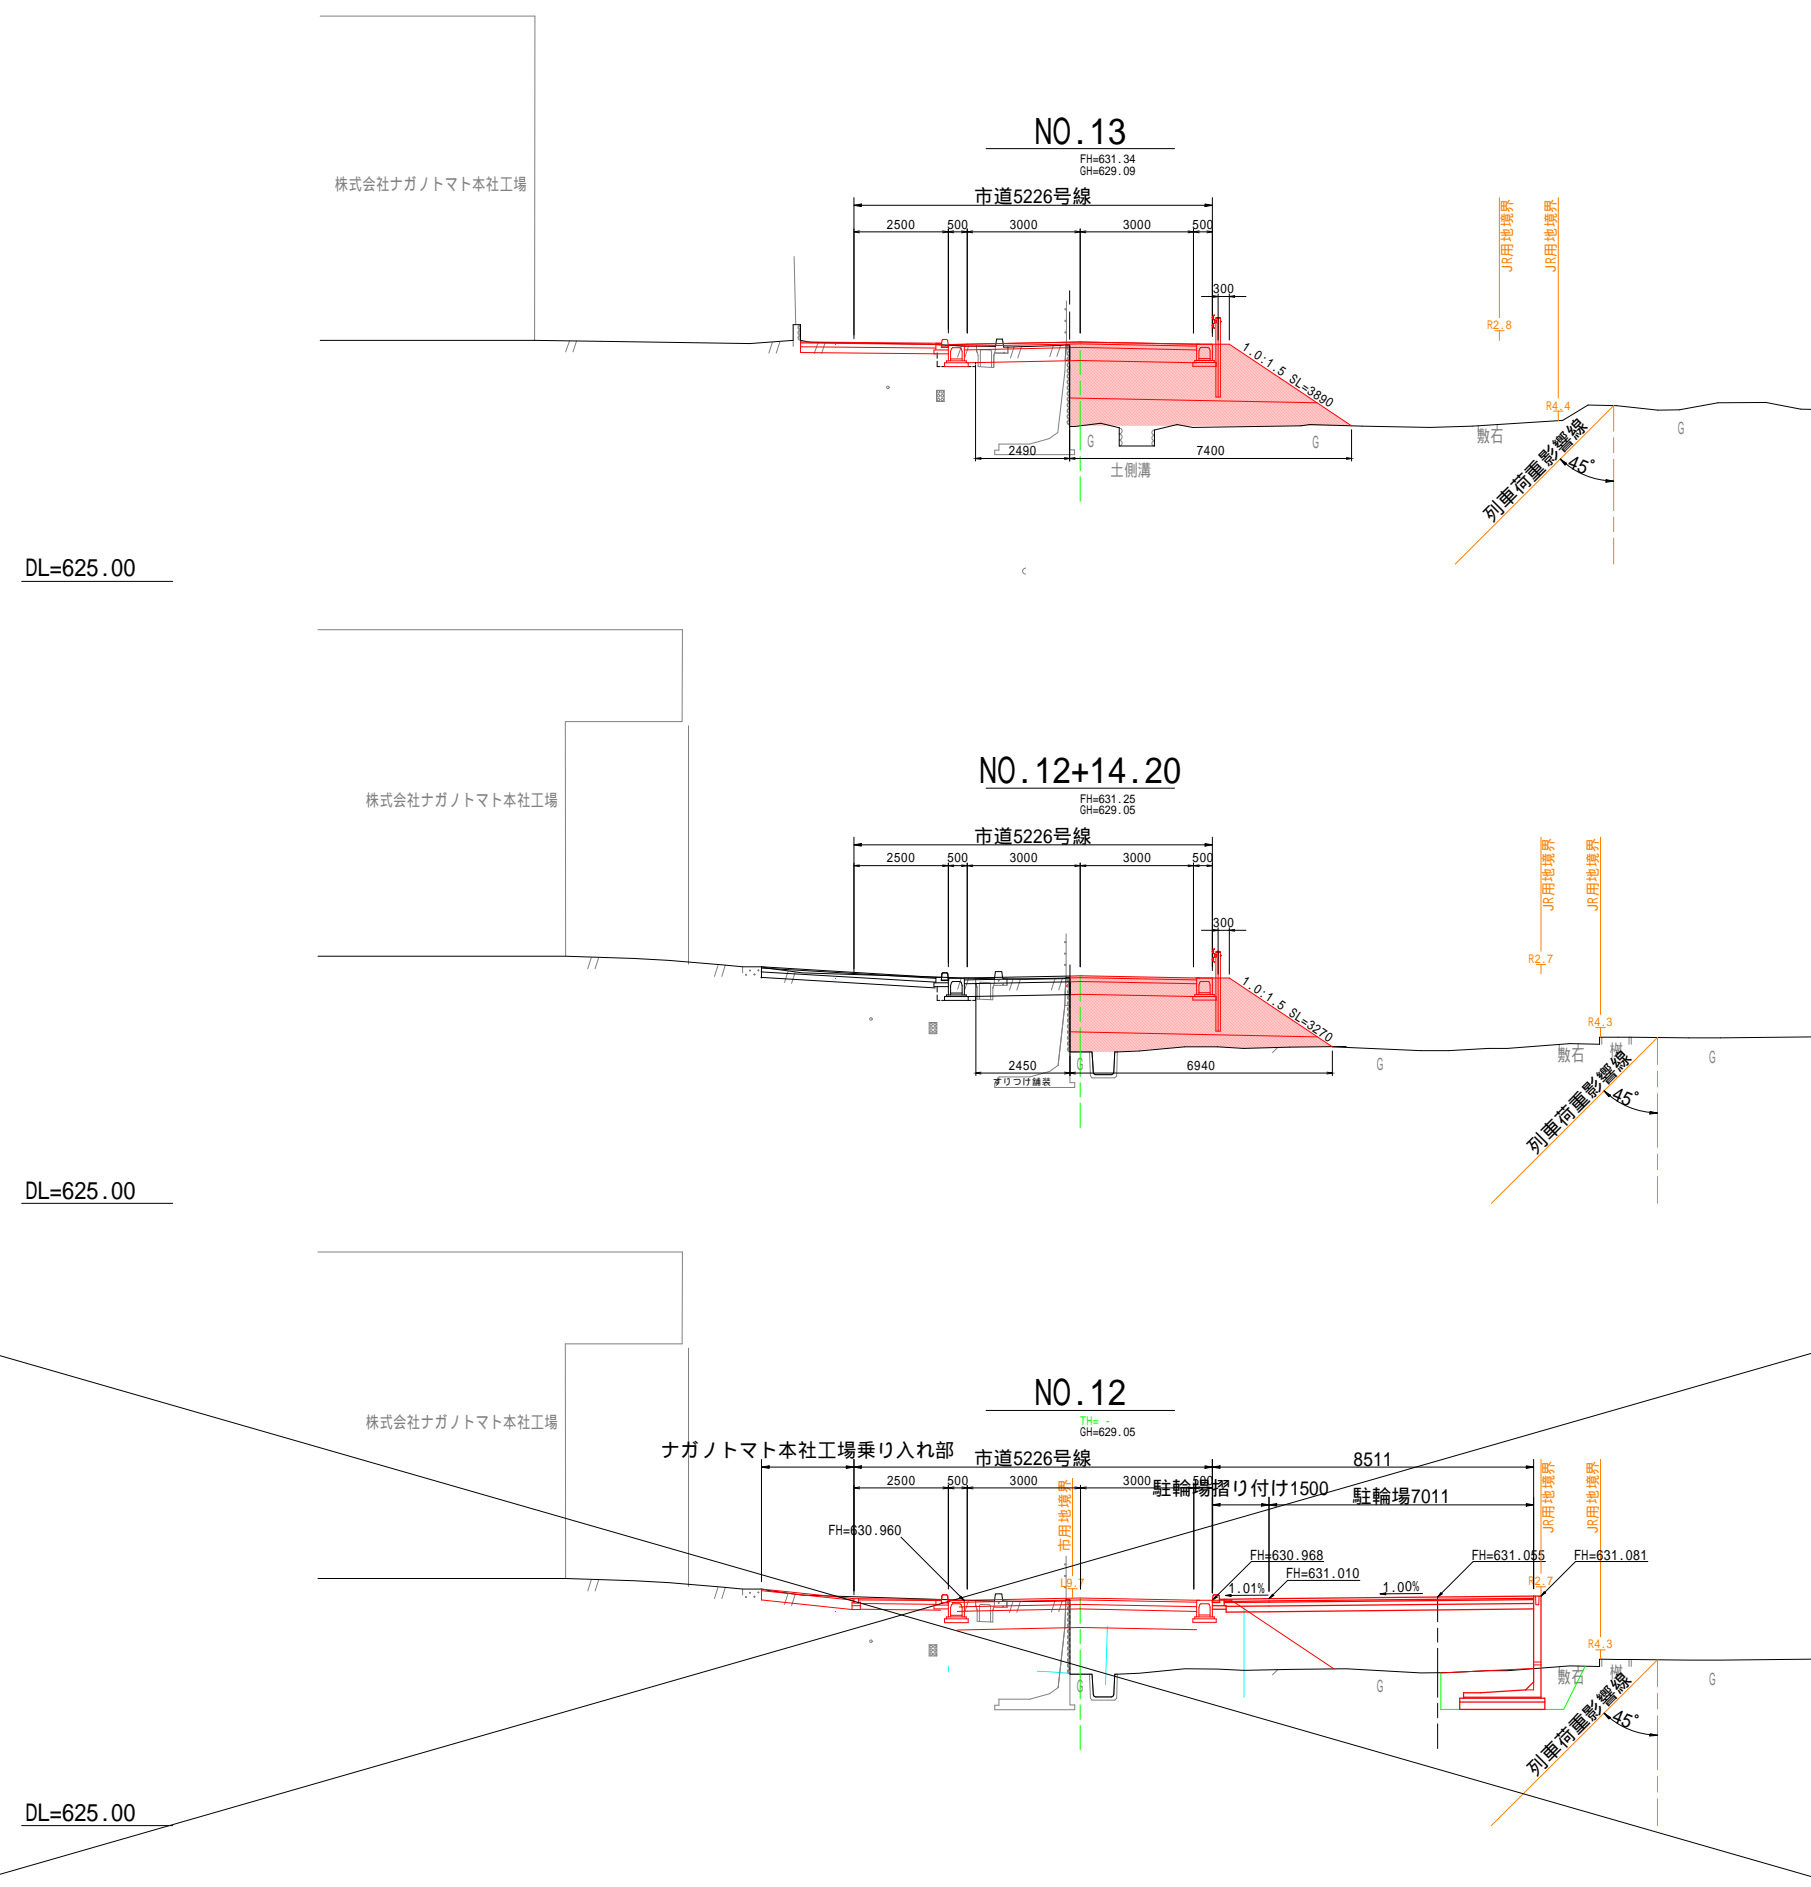 NO.13
FH=631.34
GH=629.09
株式会社ナガノトマト本社工場
市道5226号線
2500 500 3000 3000 500
JR用地境界 JR用地境界
300
R2.8
1.0:1.5 SL=3890
R4.4
G G 敷石 G
2490 7400
土側溝
列車荷重影響線
45°
DL=625.00
NO.12+14.20
FH=631.25
GH=629.05
株式会社ナガノトマト本社工場
市道5226号線
2500 500 3000 3000 500
JR用地境界 JR用地境界
300
R2.7
1.0:1.5 SL=3270
R4.3
G G 敷石 桝 G
2450 6940
すりつけ舗装
列車荷重影響線
45°
DL=625.00
NO.12
TH= -
GH=629.05
株式会社ナガノトマト本社工場
ナガノトマト本社工場乗り入れ部 市道5226号線 8511
2500 500 3000 3000 500
駐輪場摺り付け1500 駐輪場7011
市用地境界 JR用地境界 JR用地境界
FH=630.960
FH=630.968 FH=631.055 FH=631.081
FH=631.010
L9.7 1.01% 1.00% R2.7
R4.3
G G 敷石 桝 G
列車荷重影響線
45°
DL=625.00